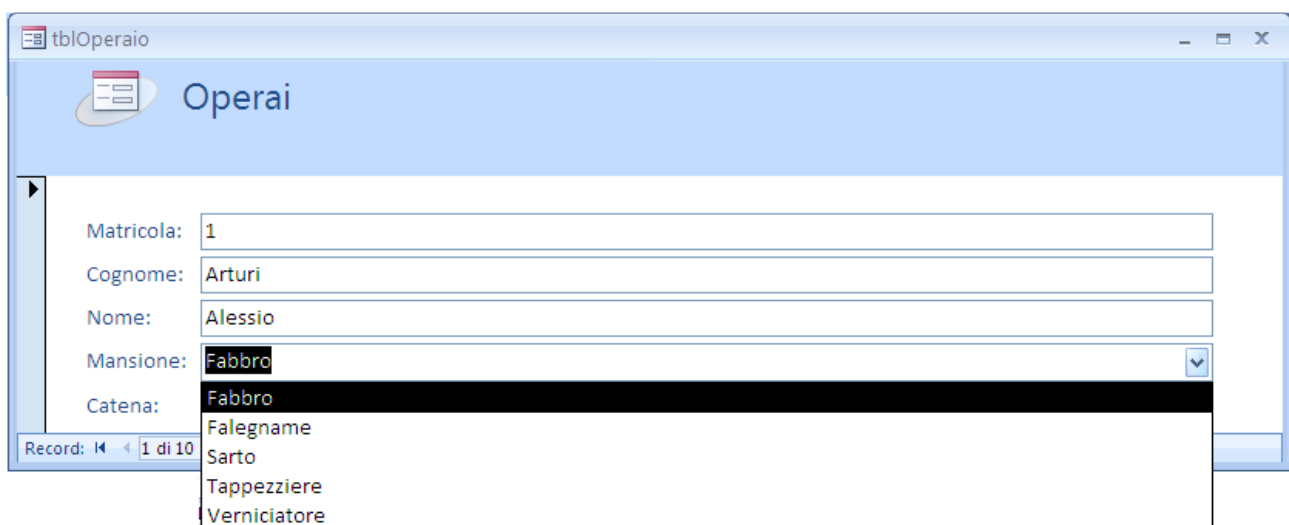 tblOperaio
Operai
Matricola: 1
Cognome: Arturi
Nome: Alessio
Mansione: Fabbro
Fabbro
Catena:
Falegname
Record: 1 di 10
Sarto
Tappezziere
Verniciatore